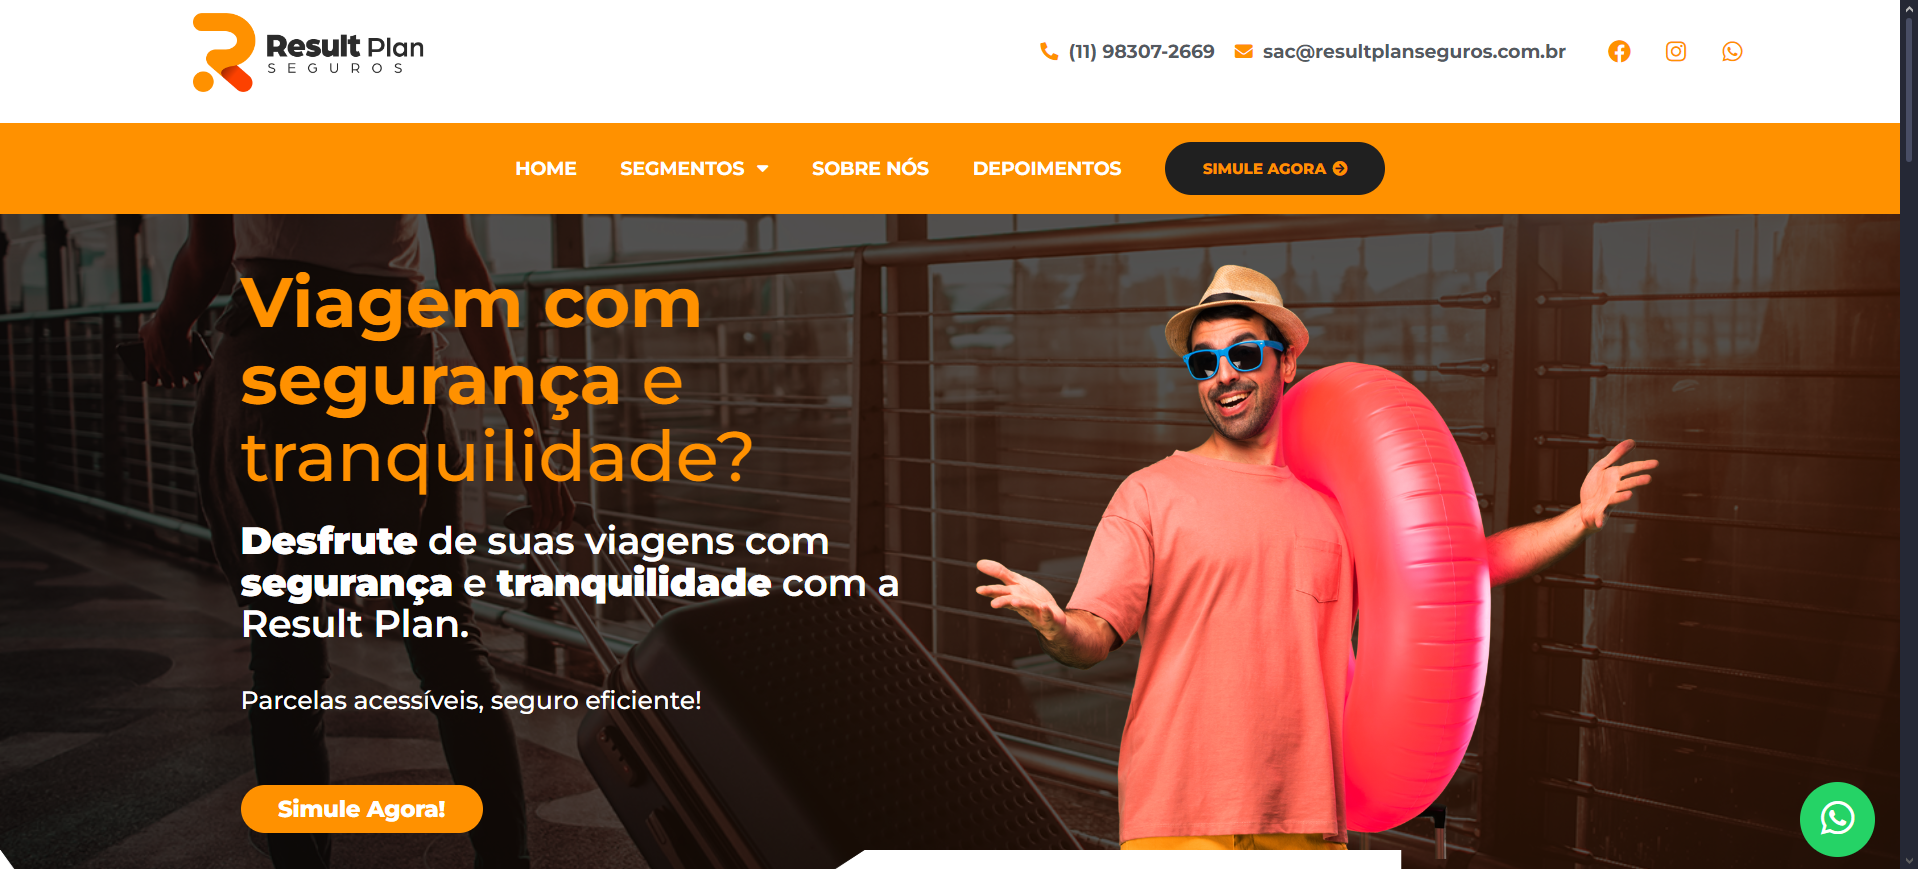 Result Plan
SEGUROS
(11) 98307-2669
sac@resultplanseguros.com.br
HOME
SEGMENTOS
SOBRE NÓS
DEPOIMENTOS
SIMULE AGORA
Viagem com
segurança e
tranquilidade?
Desfrute de suas viagens com
segurança e tranquilidade com a
Result Plan.
Parcelas acessíveis, seguro eficiente!
Simule Agora!